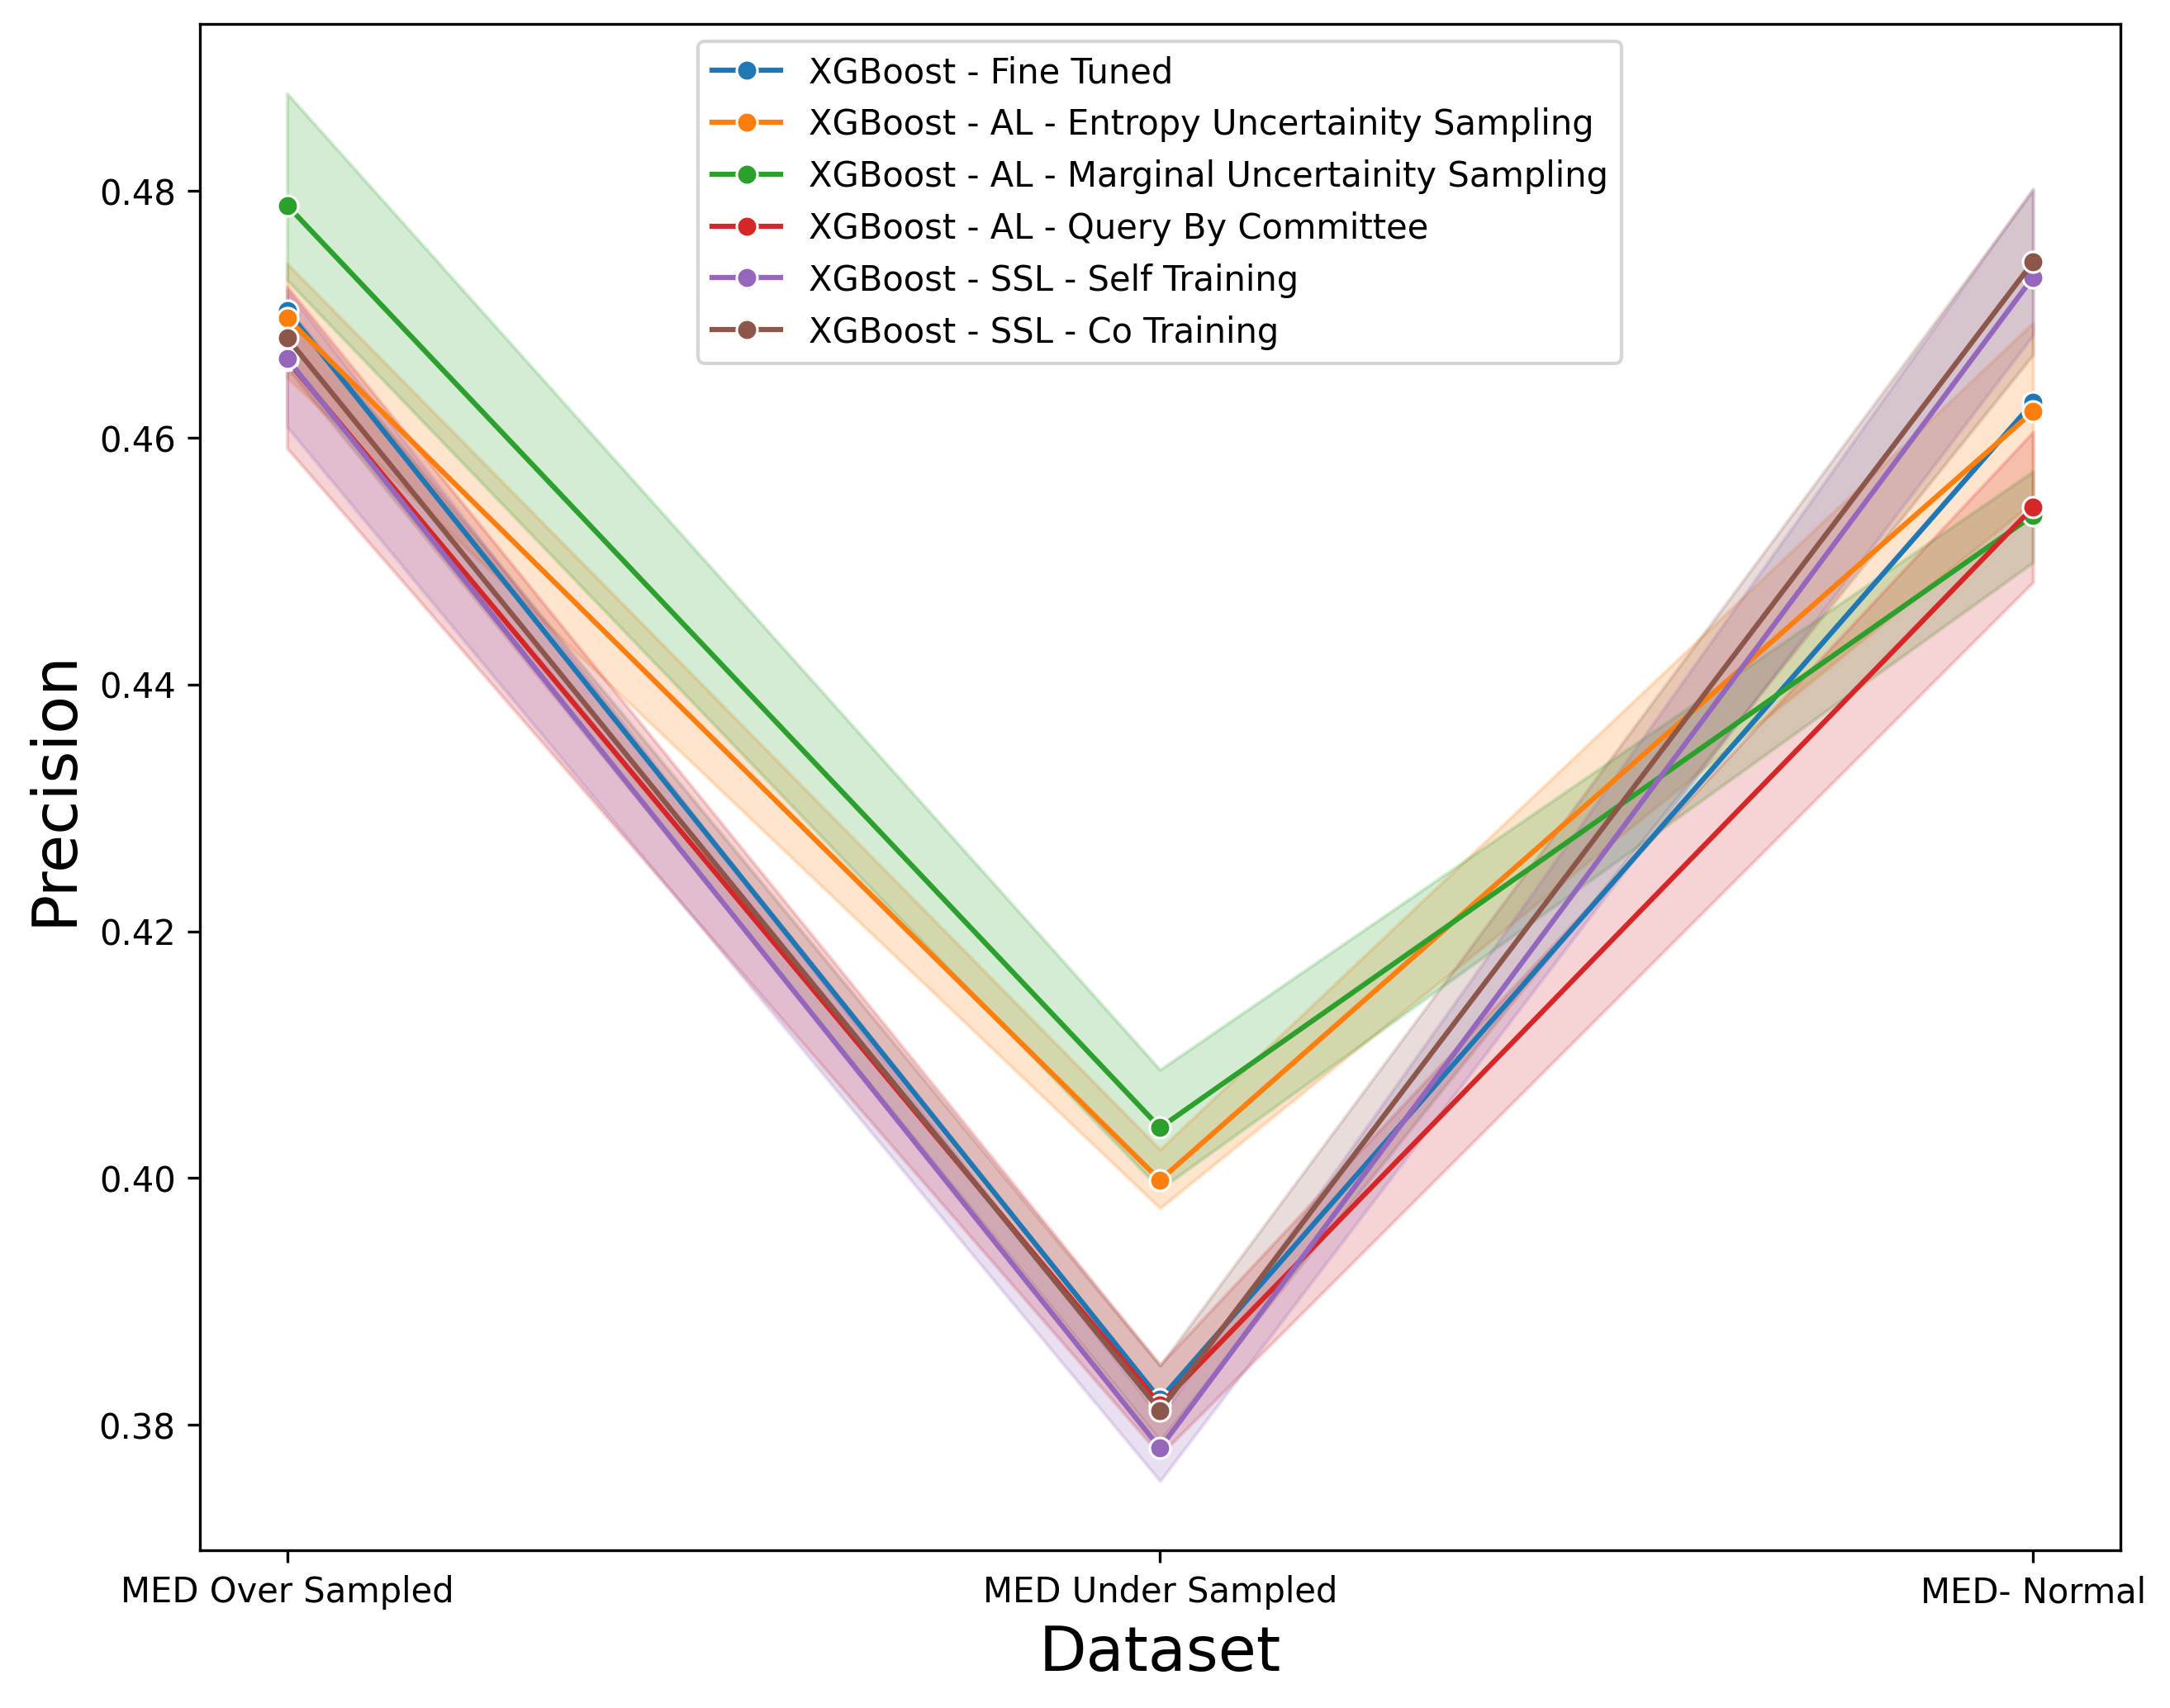 XGBoost - Fine Tuned
XGBoost - AL - Entropy Uncertainity Sampling
XGBoost - AL - Marginal Uncertainity Sampling
XGBoost - AL - Query By Committee
XGBoost - SSL - Self Training
XGBoost - SSL - Co Training
0.48
0.46
0.44
0.42
0.40
0.38
Precision
MED Over Sampled
MED Under Sampled
MED- Normal
Dataset